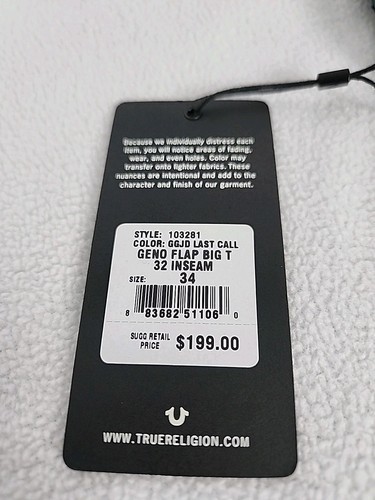 Because we individually distress each
item, you will notice areas of fading,
wear, and even holes. Color may
transfer onto lighter fabrics. These
nuances are intentional and add to the
character and finish of our garment.
STYLE: 103281
COLOR: GGJD LAST CALL
GENO FLAP BIG T
32 INSEAM
SIZE: 34
8 83682 51106 0
SUGG RETAIL
PRICE $199.00
WWW.TRUERELIGION.COM